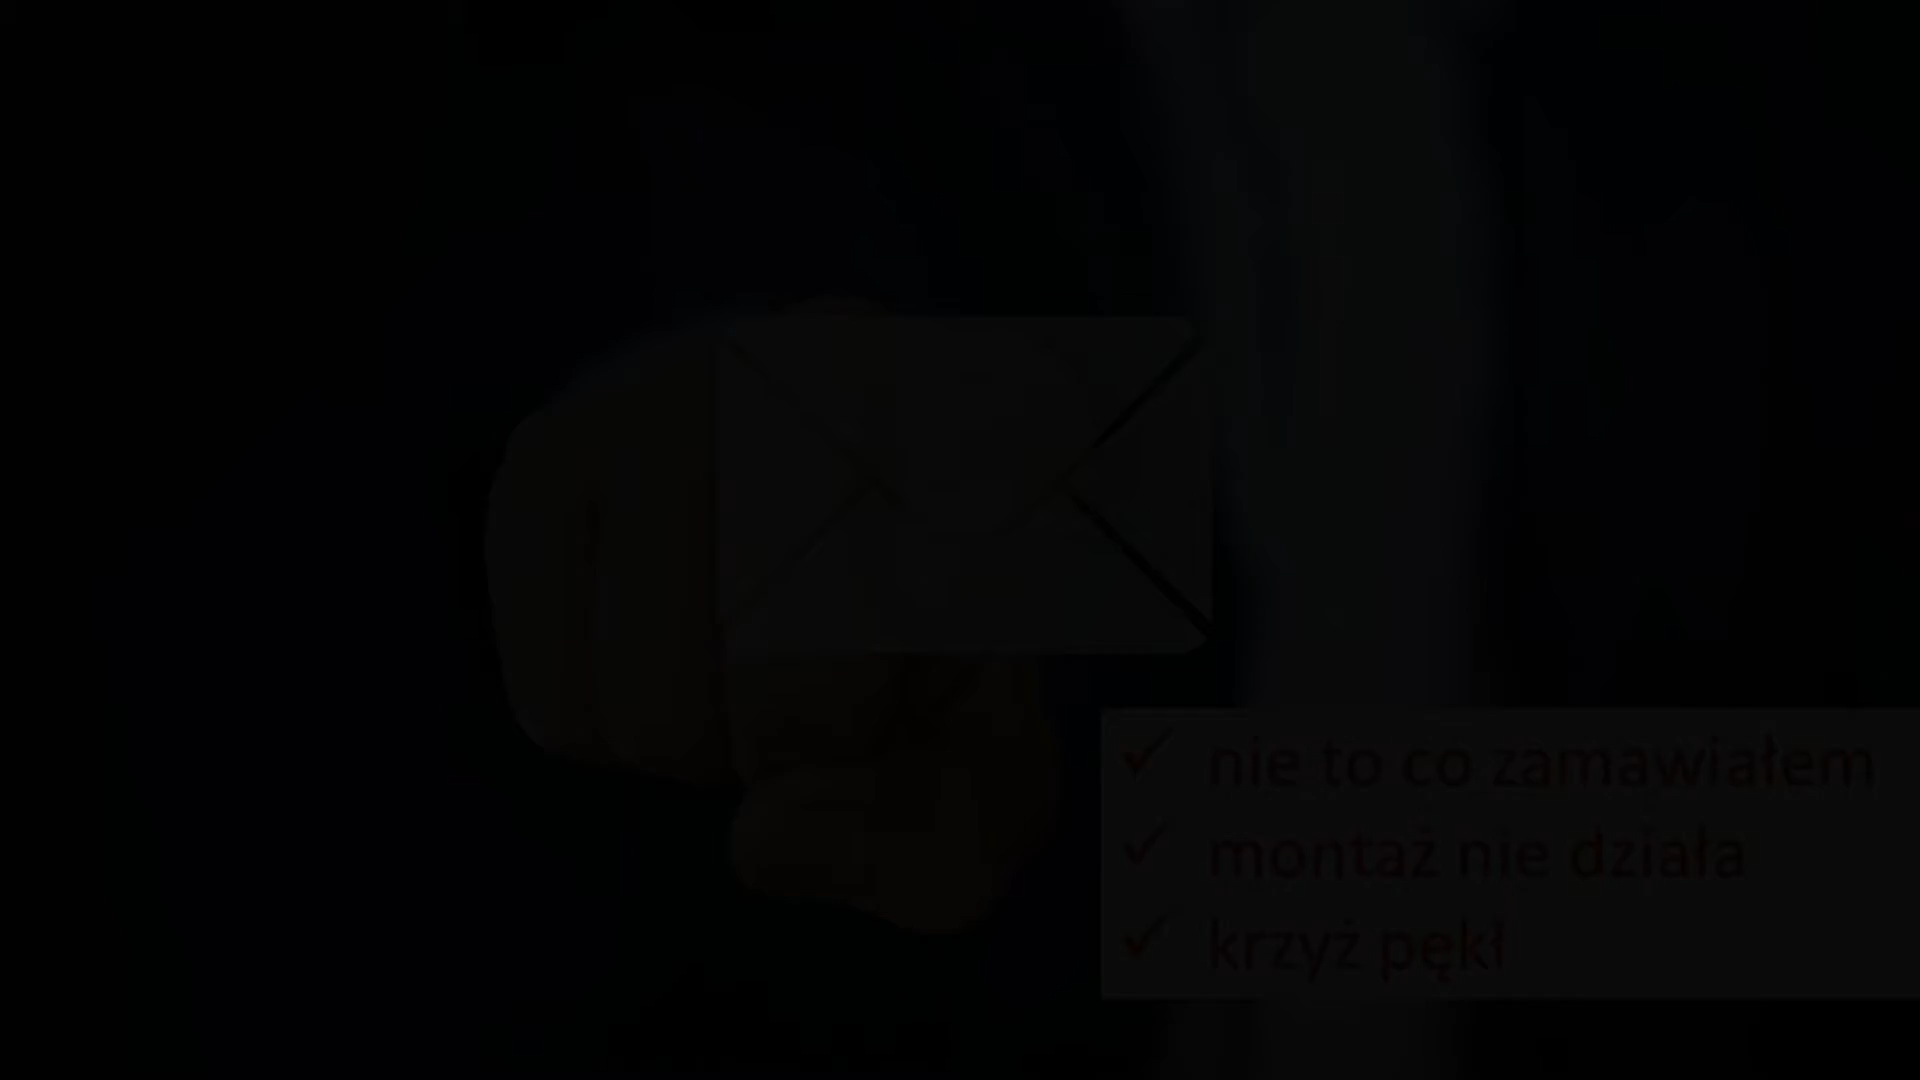 nie to co zamawiałem
montaż nie działa
krzyż pękł